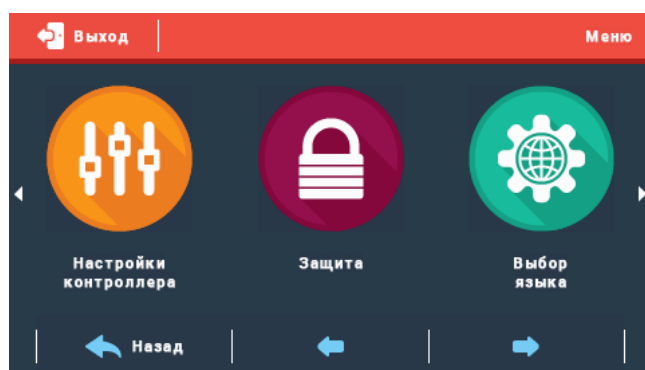 Выход
Меню
Настройки
контроллера
Защита
Выбор
языка
Назад